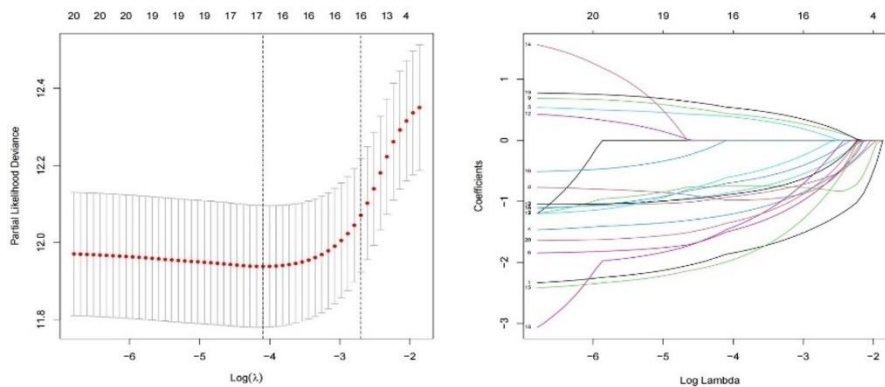 20 20 19 19 19 19 17 17 16 16 16 16 13 4
Partial Likelihood Deviance
12.4
12.2
12.0
11.8
−6 −5 −4 −3 −2
Log(λ)
20 19 16 16 4
Coefficients
1
0
−1
−2
−3
14
−6 −5 −4 −3 −2
Log Lambda